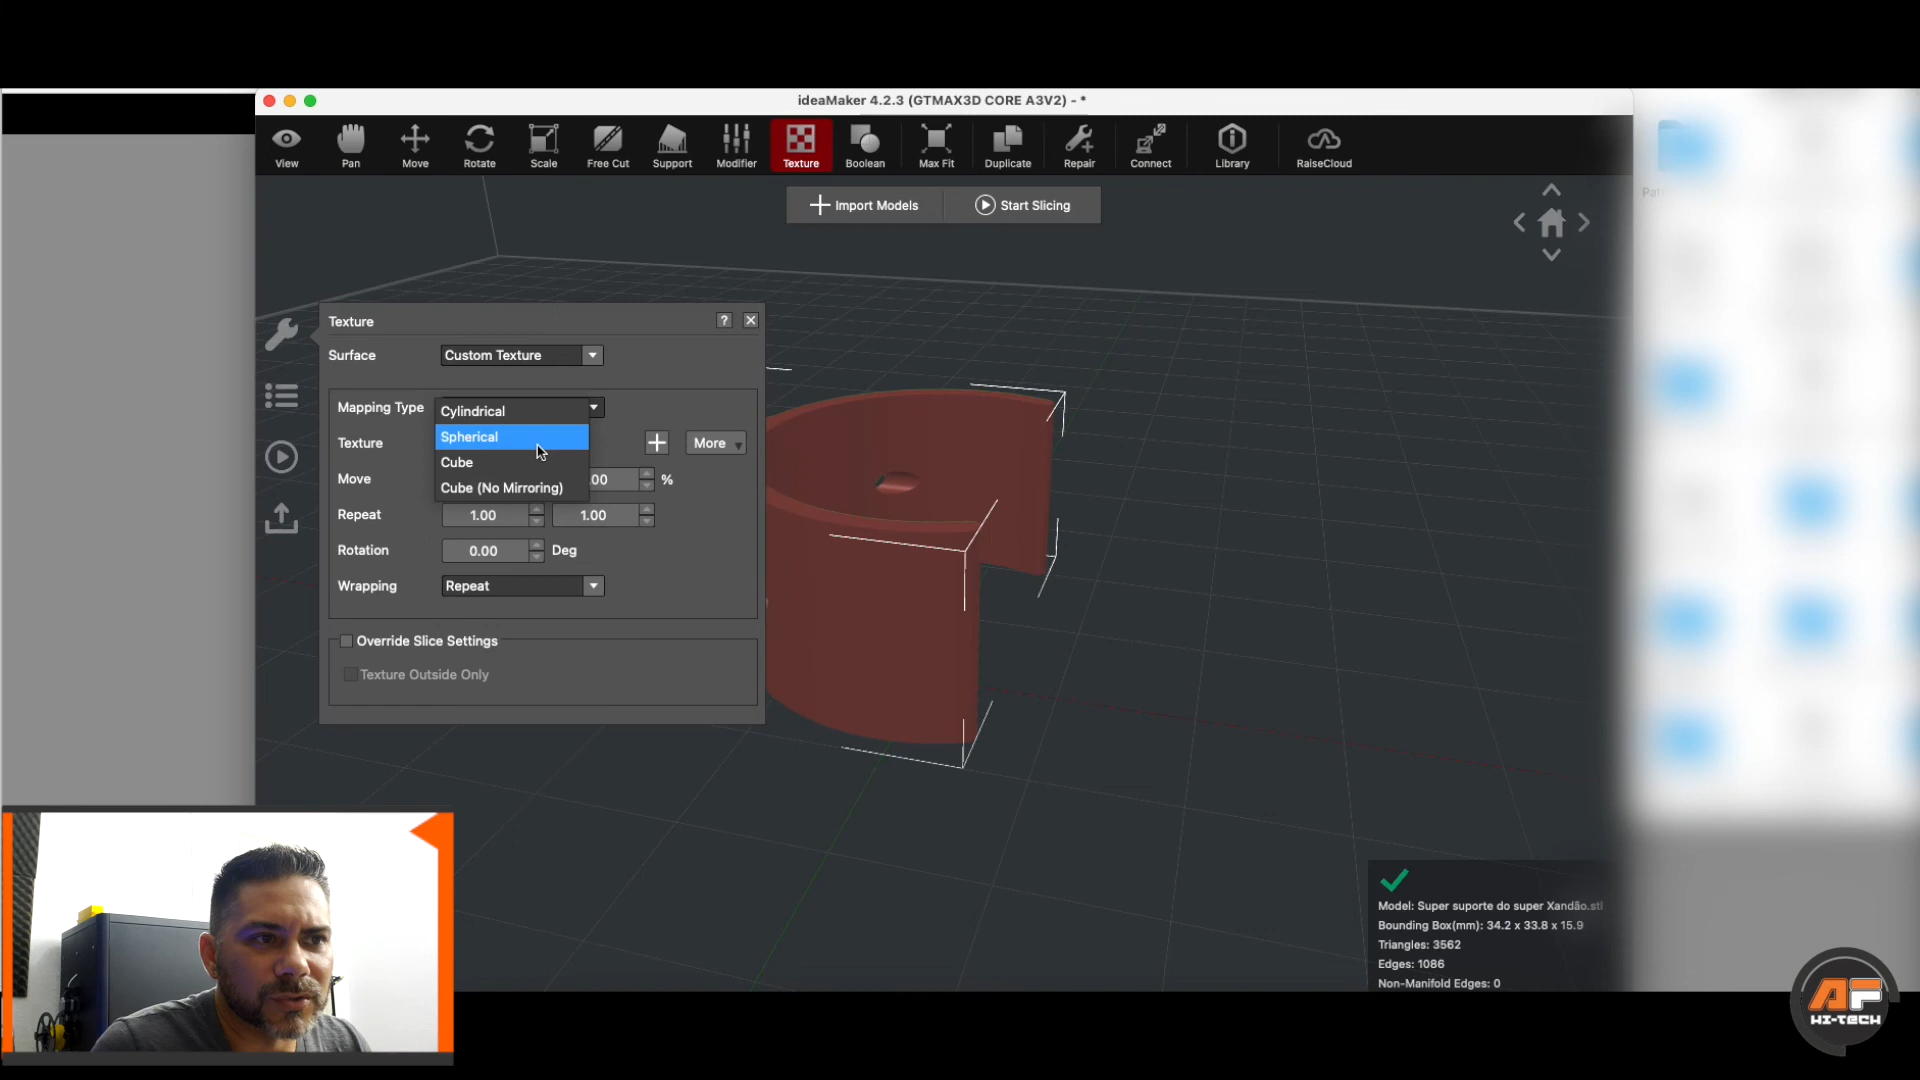 ideaMaker 4.2.3 (GTMAX3D CORE A3V2) - *
View Pan Move Rotate Scale Free Cut Support Modifier Texture Boolean Max Fit Duplicate Repair Connect Library RaiseCloud
Import Models Start Slicing
Texture ?
Surface Custom Texture
Mapping Type
Cylindrical
Spherical
Cube
Cube (No Mirroring)
Texture More
Move .00 %
Repeat 1.00 1.00
Rotation 0.00 Deg
Wrapping Repeat
Override Slice Settings
Texture Outside Only
Model: Super suporte do super Xandão.stl
Bounding Box(mm): 34.2 x 33.8 x 15.9
Triangles: 3562
Edges: 1086
Non-Manifold Edges: 0
AF
HI-TECH